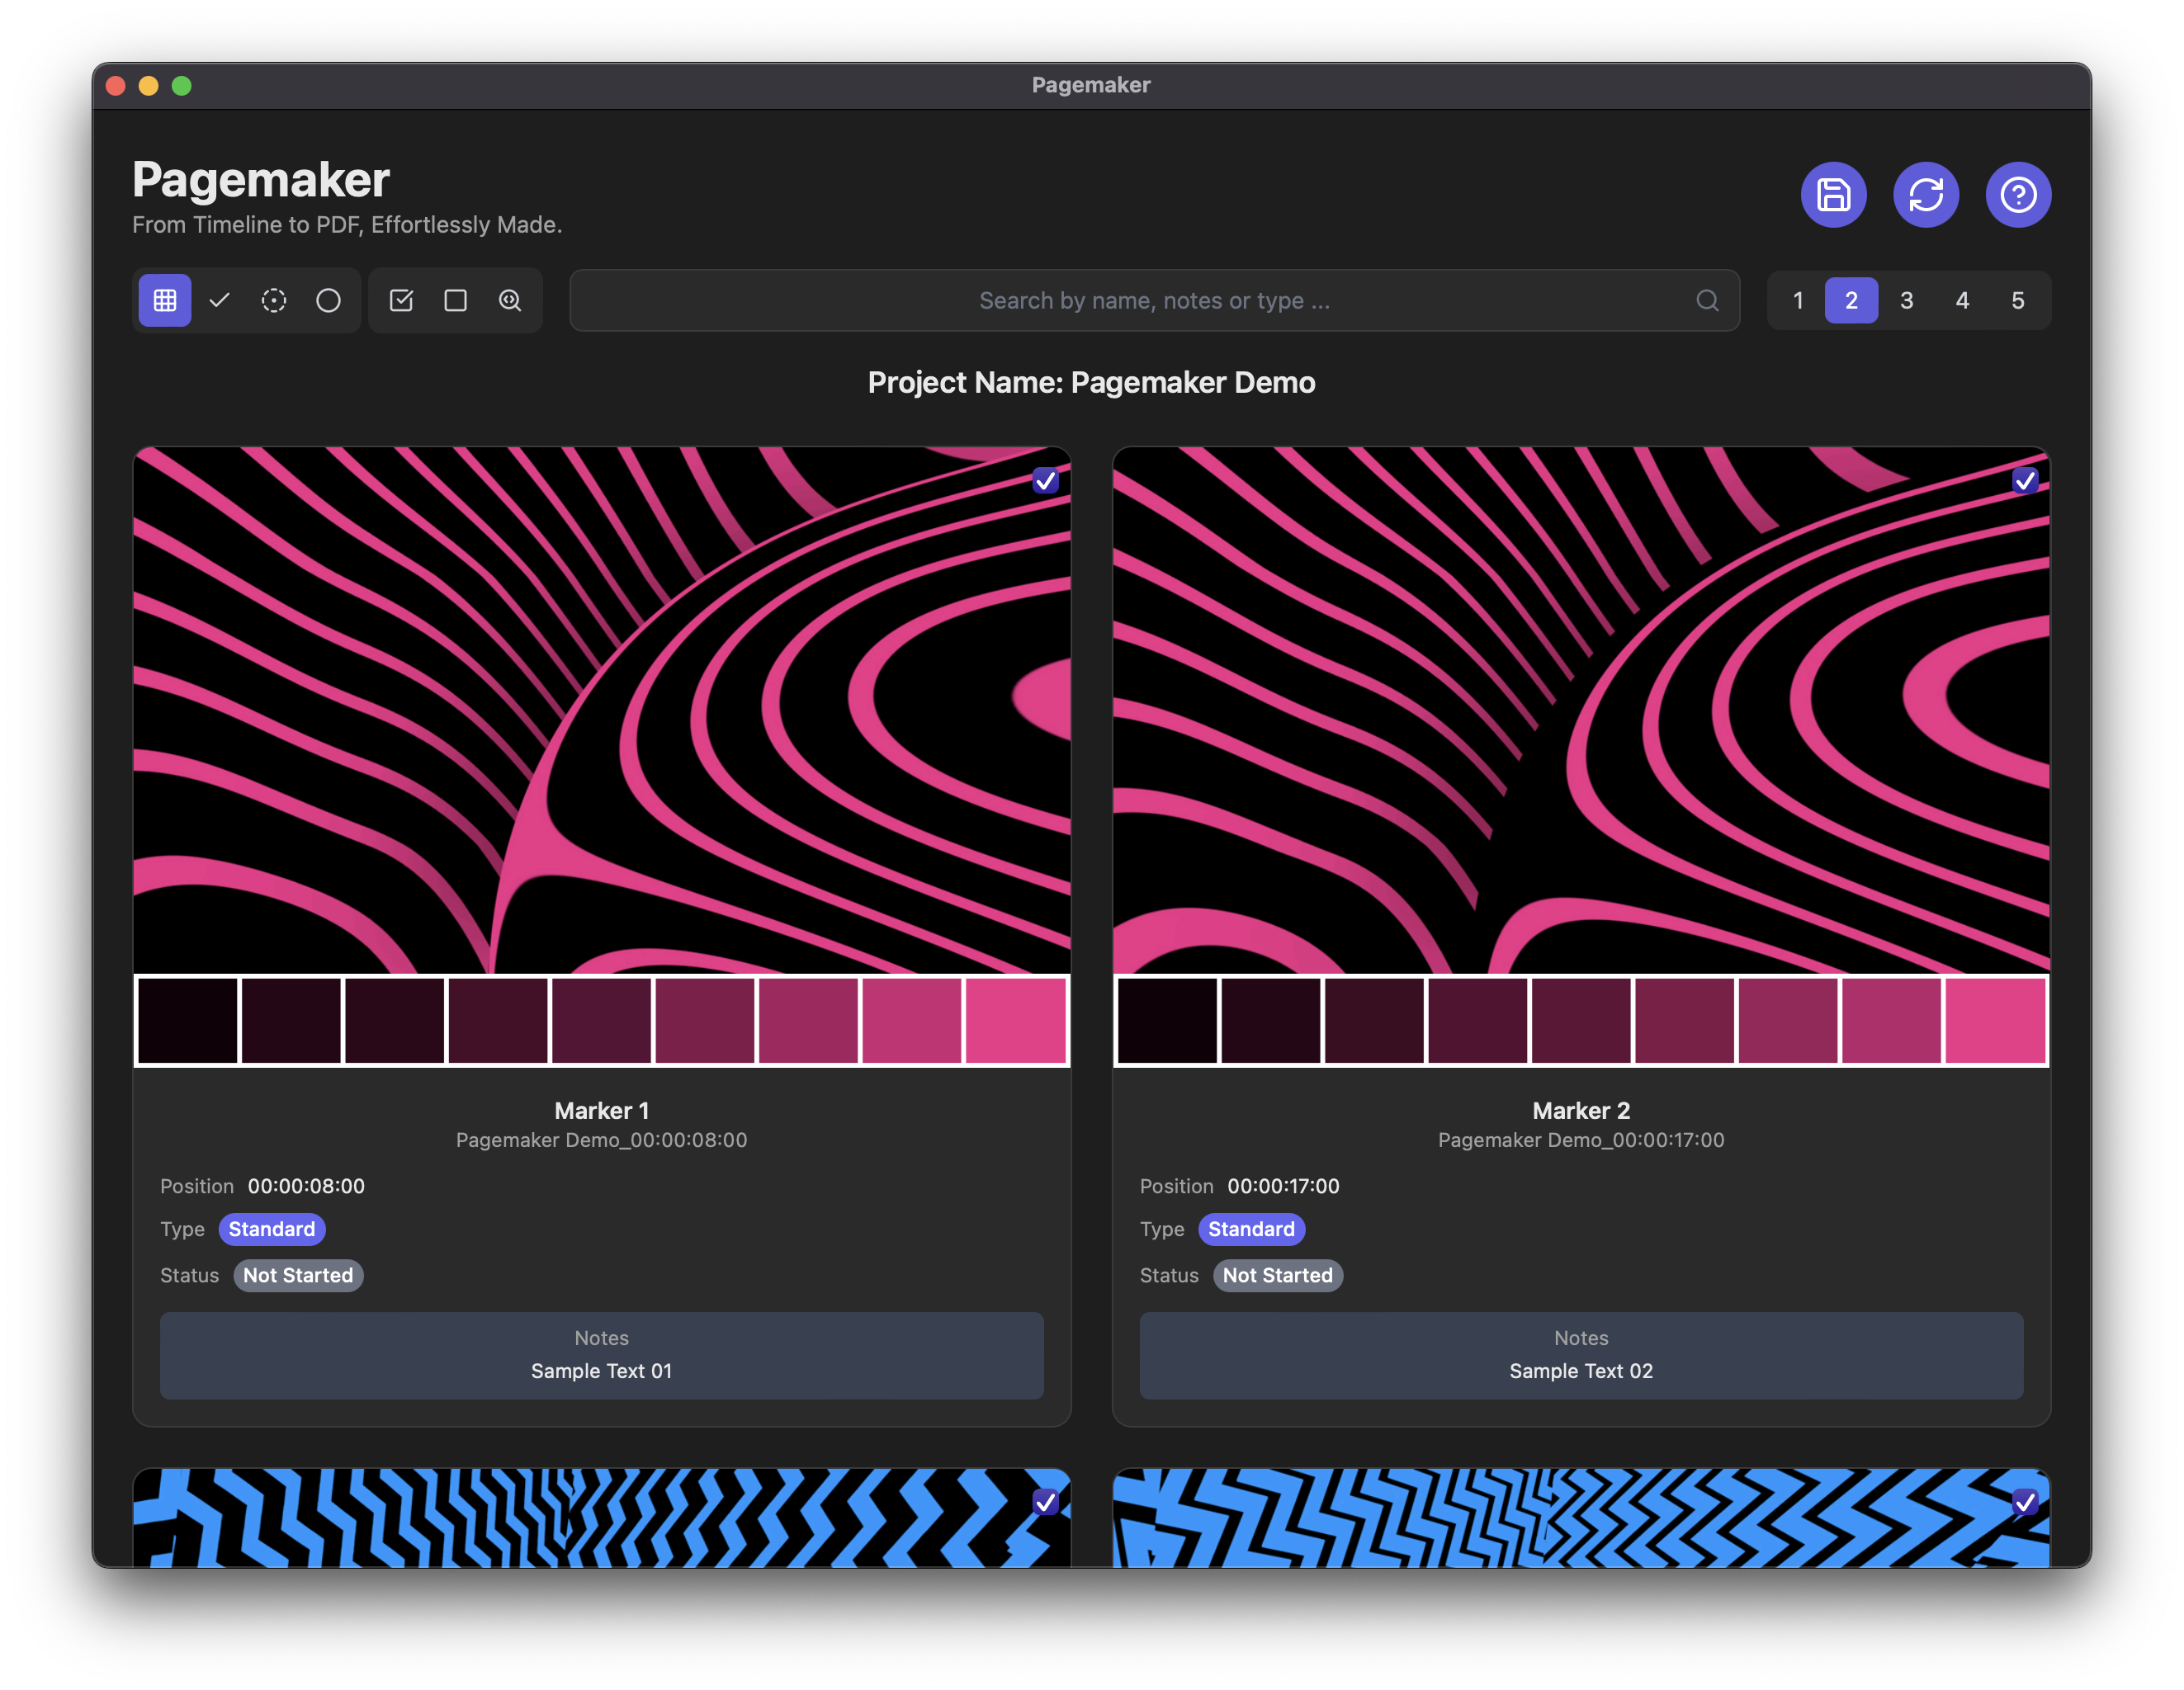 Pagemaker
Pagemaker
From Timeline to PDF, Effortlessly Made.
Search by name, notes or type ...
1 2 3 4 5
Project Name: Pagemaker Demo
Marker 1
Pagemaker Demo_00:00:08:00
Position 00:00:08:00
Type Standard
Status Not Started
Notes
Sample Text 01
Marker 2
Pagemaker Demo_00:00:17:00
Position 00:00:17:00
Type Standard
Status Not Started
Notes
Sample Text 02